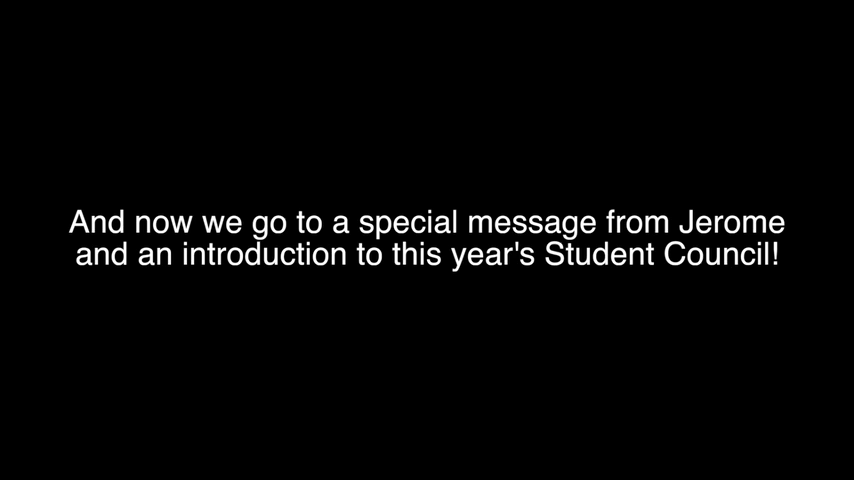 And now we go to a special message from Jerome
and an introduction to this year's Student Council!